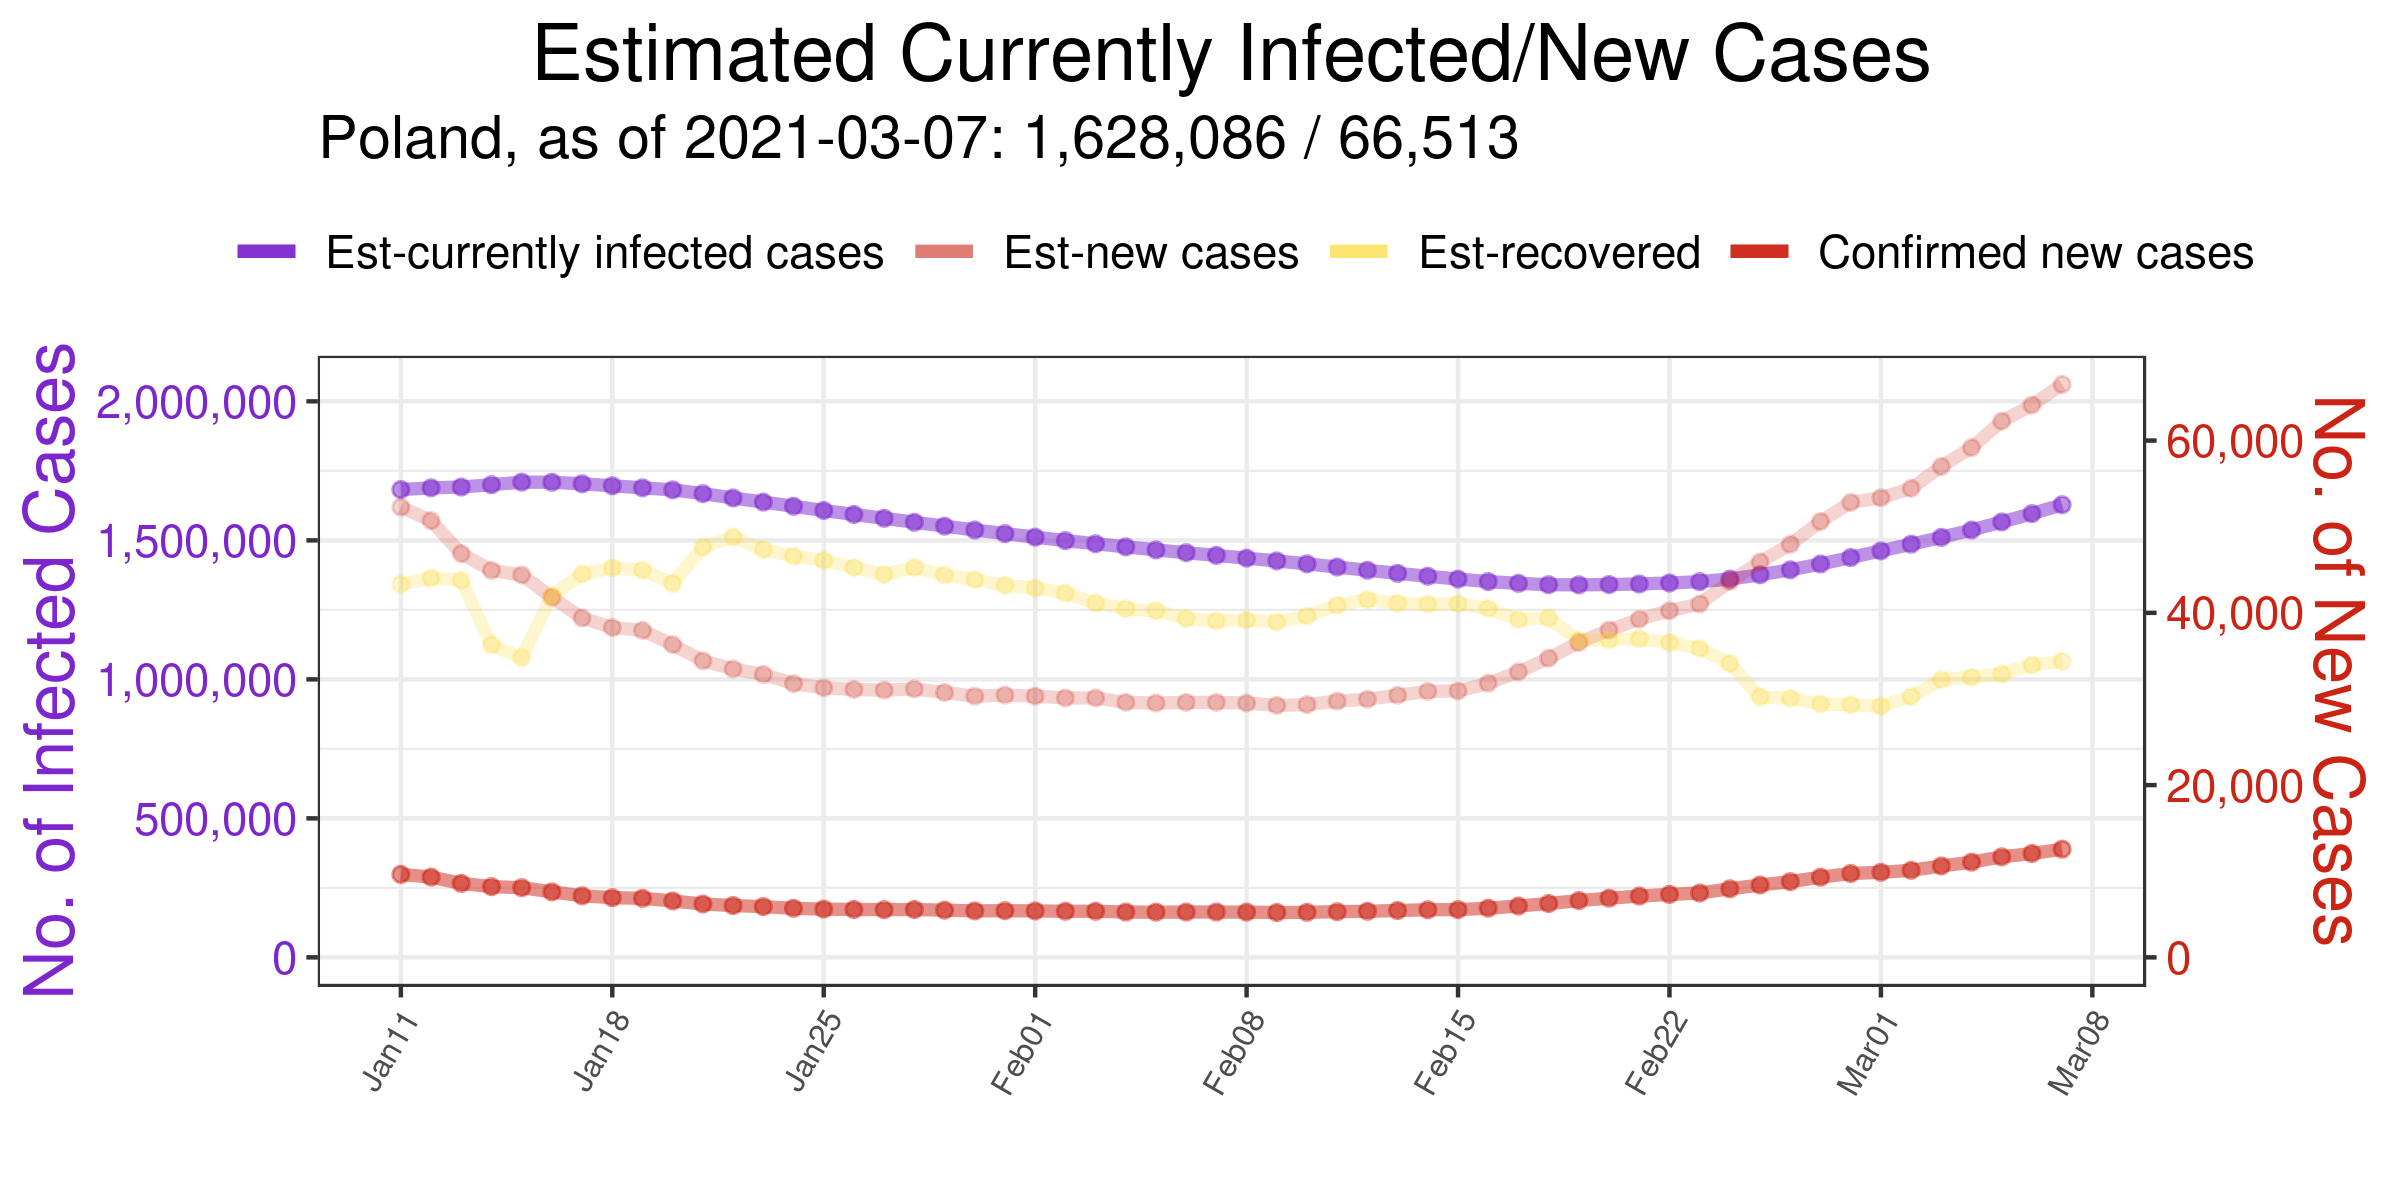 Estimated Currently Infected/New Cases
Poland, as of 2021-03-07: 1,628,086 / 66,513
Est-currently infected cases Est-new cases Est-recovered Confirmed new cases
No. of Infected Cases
2,000,000
1,500,000
1,000,000
500,000
0
60,000
40,000
20,000
0
No. of New Cases
Jan11 Jan18 Jan25 Feb01 Feb08 Feb15 Feb22 Mar01 Mar08